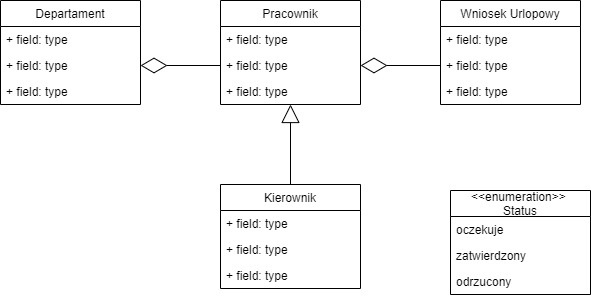 Departament
+ field: type
+ field: type
+ field: type
Pracownik
+ field: type
+ field: type
+ field: type
Wniosek Urlopowy
+ field: type
+ field: type
+ field: type
Kierownik
+ field: type
+ field: type
+ field: type
<<enumeration>>
Status
oczekuje
zatwierdzony
odrzucony